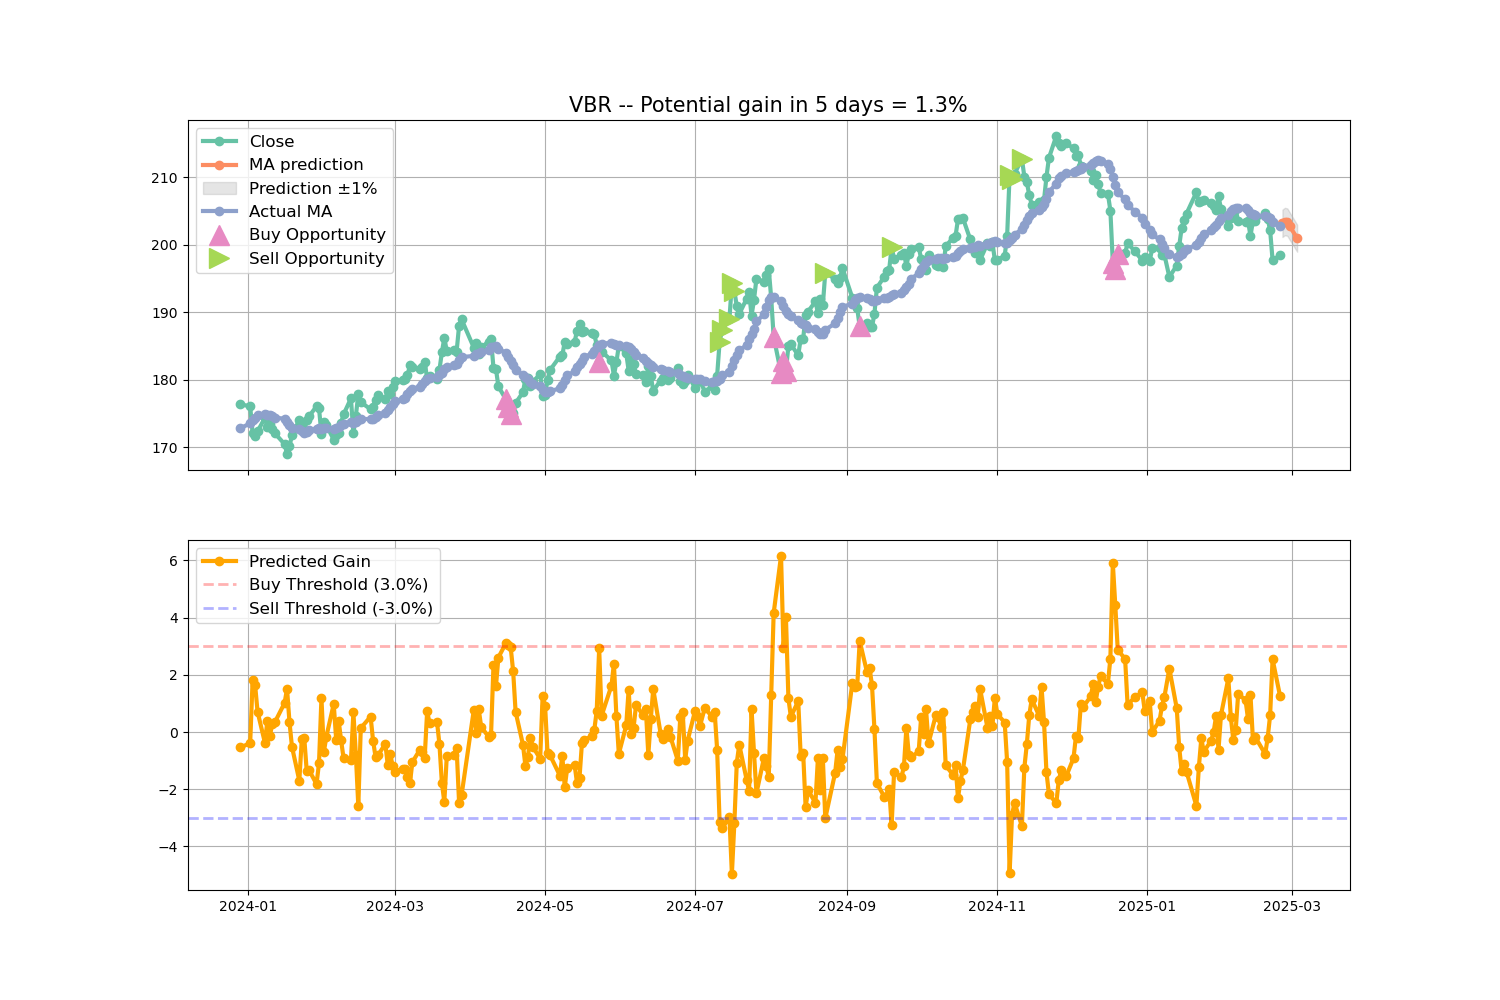 VBR -- Potential gain in 5 days = 1.3%
Close
MA prediction
Prediction ±1%
Actual MA
Buy Opportunity
Sell Opportunity
210
200
190
180
170
Predicted Gain
Buy Threshold (3.0%)
Sell Threshold (-3.0%)
6
4
2
0
−2
−4
2024-01 2024-03 2024-05 2024-07 2024-09 2024-11 2025-01 2025-03